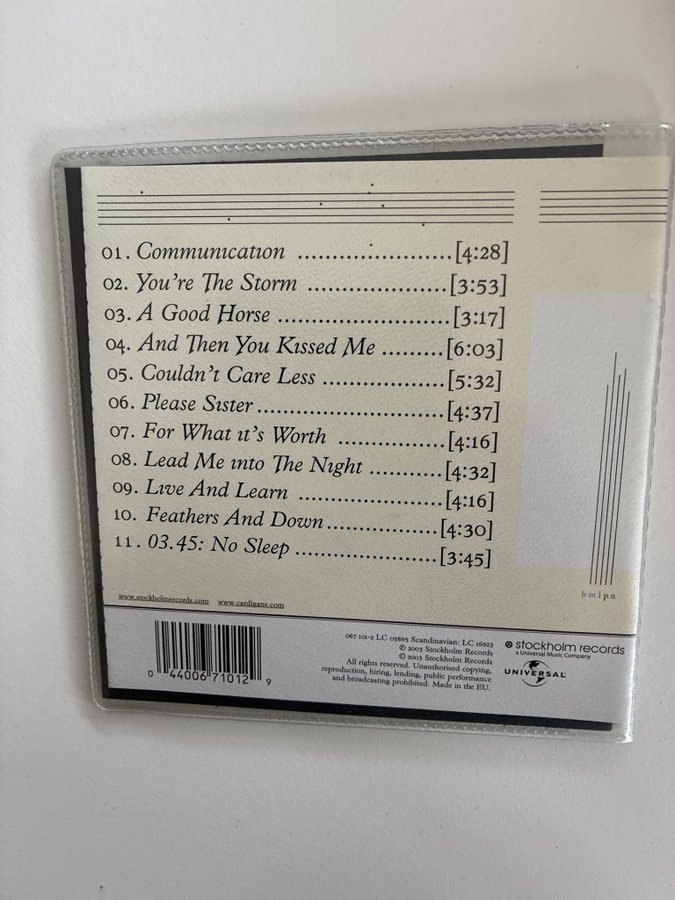 01. Communication ........................[4:28]
02. You're The Storm .....................[3:53]
03. A Good Horse ..........................[3:17]
04. And Then You Kissed Me .........[6:03]
05. Couldn't Care Less ..................[5:32]
06. Please Sister............................[4:37]
07. For What it's Worth ................[4:16]
08. Lead Me into The Night ...........[4:32]
09. Live And Learn ......................[4:16]
10. Feathers And Down.................[4:30]
11. 03.45: No Sleep ......................[3:45]
b m l p n
www.stockholmrecords.com www.cardigans.com
067 101-2 LC 05865 Scandinavian: LC 16923
℗ 2003 Stockholm Records
© 2003 Stockholm Records
All rights reserved. Unauthorised copying,
reproduction, hiring, lending, public performance
and broadcasting prohibited. Made in the EU.
stockholm records
a Universal Music Company
UNIVERSAL
0 44006 71012 9